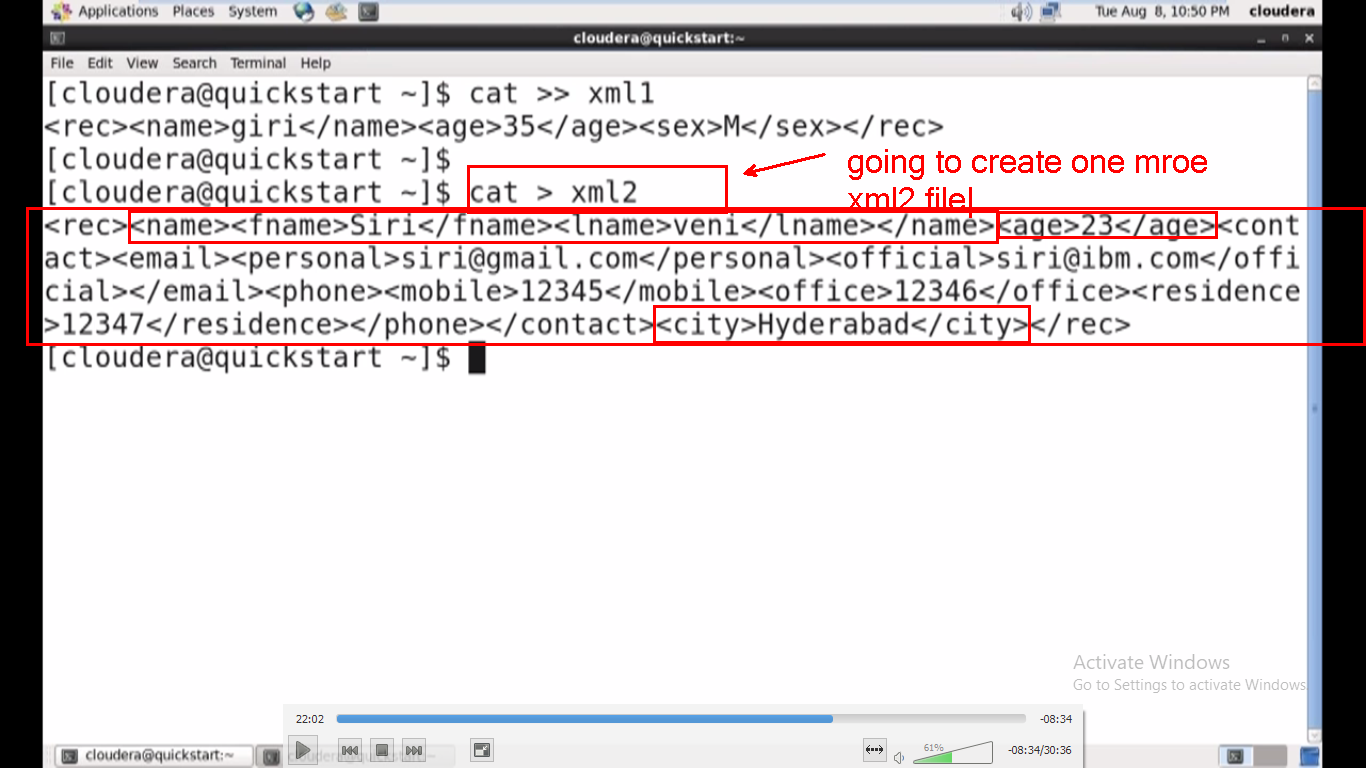 Applications Places System Tue Aug 8, 10:50 PM cloudera
cloudera@quickstart:~
File Edit View Search Terminal Help
[cloudera@quickstart ~]$ cat >> xml1
<rec><name>giri</name><age>35</age><sex>M</sex></rec>
[cloudera@quickstart ~]$
going to create one mroe
[cloudera@quickstart ~]$ cat > xml2
xml2 file
<rec><name><fname>Siri</fname><lname>veni</lname></name><age>23</age><cont
act><email><personal>siri@gmail.com</personal><official>siri@ibm.com</offi
cial></email><phone><mobile>12345</mobile><office>12346</office><residence
>12347</residence></phone></contact><city>Hyderabad</city></rec>
[cloudera@quickstart ~]$
Activate Windows
Go to Settings to activate Windows.
22:02 -08:34
61% -08:34/30:36
cloudera@quickstart:~